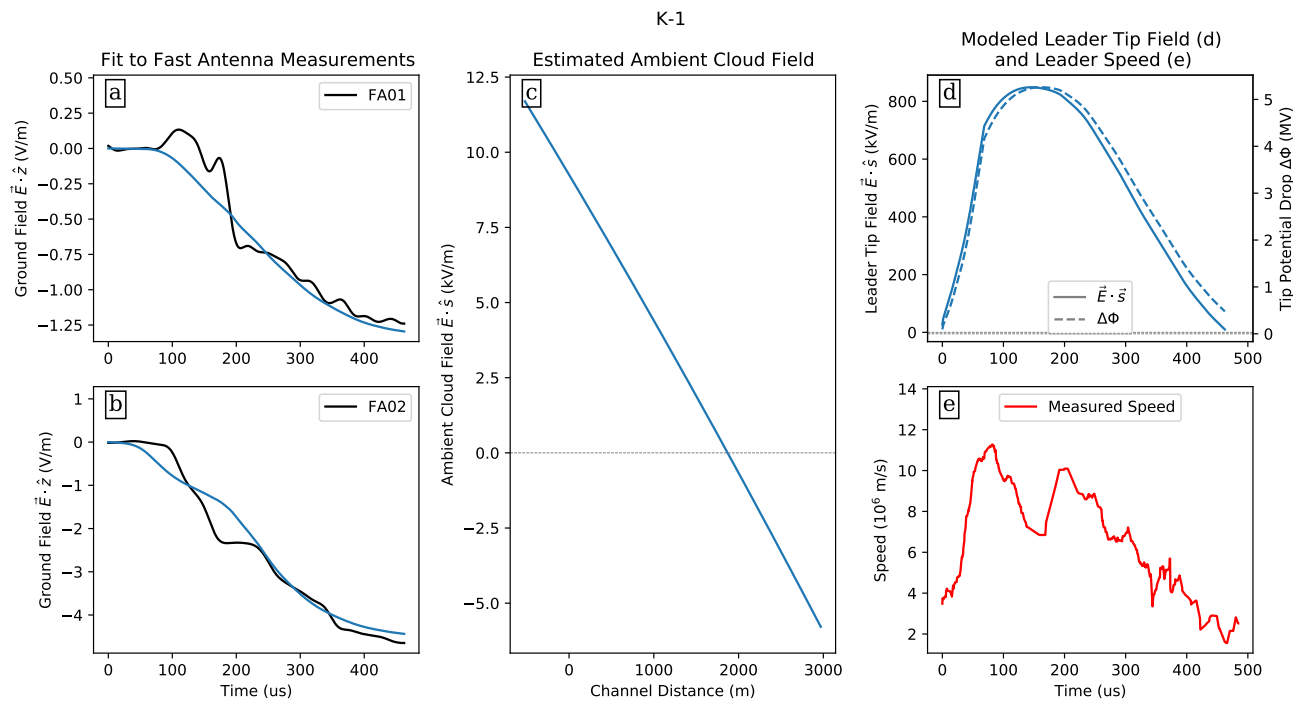 K-1
Fit to Fast Antenna Measurements
a
FA01
Ground Field E⃗ · ẑ (V/m)
0.50
0.25
0.00
−0.25
−0.50
−0.75
−1.00
−1.25
0 100 200 300 400
b
FA02
Ground Field E⃗ · ẑ (V/m)
1
0
−1
−2
−3
−4
0 100 200 300 400
Time (us)
Estimated Ambient Cloud Field
c
Ambient Cloud Field E⃗ · ŝ (kV/m)
12.5
10.0
7.5
5.0
2.5
0.0
−2.5
−5.0
0 1000 2000 3000
Channel Distance (m)
Modeled Leader Tip Field (d)
and Leader Speed (e)
d
Leader Tip Field E⃗ · ŝ (kV/m)
800
600
400
200
0
E⃗ · s⃗
ΔΦ
Tip Potential Drop ΔΦ (MV)
5
4
3
2
1
0
0 100 200 300 400 500
e
Measured Speed
Speed (10⁶ m/s)
14
12
10
8
6
4
2
0 100 200 300 400 500
Time (us)